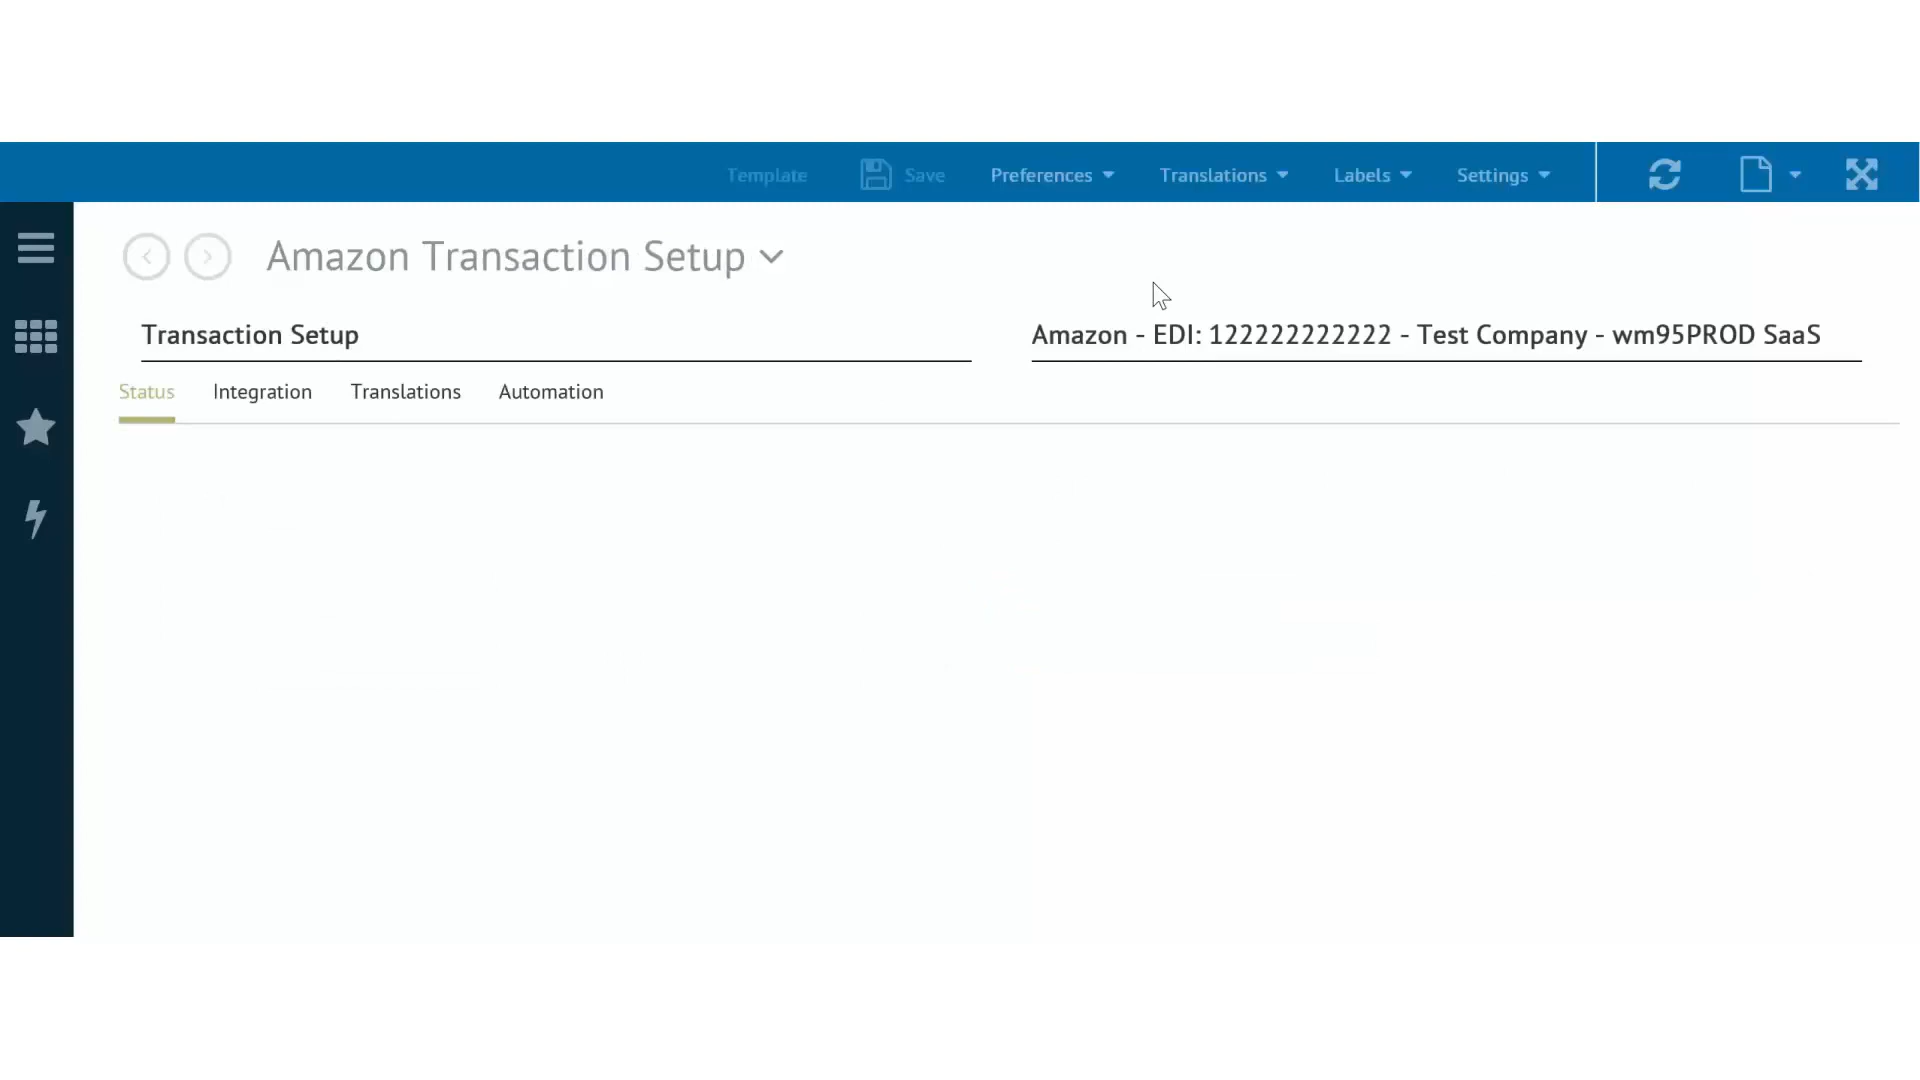 Template Save Preferences Translations Labels Settings
Amazon Transaction Setup
Transaction Setup
Amazon - EDI: 122222222222 - Test Company - wm95PROD SaaS
Status Integration Translations Automation